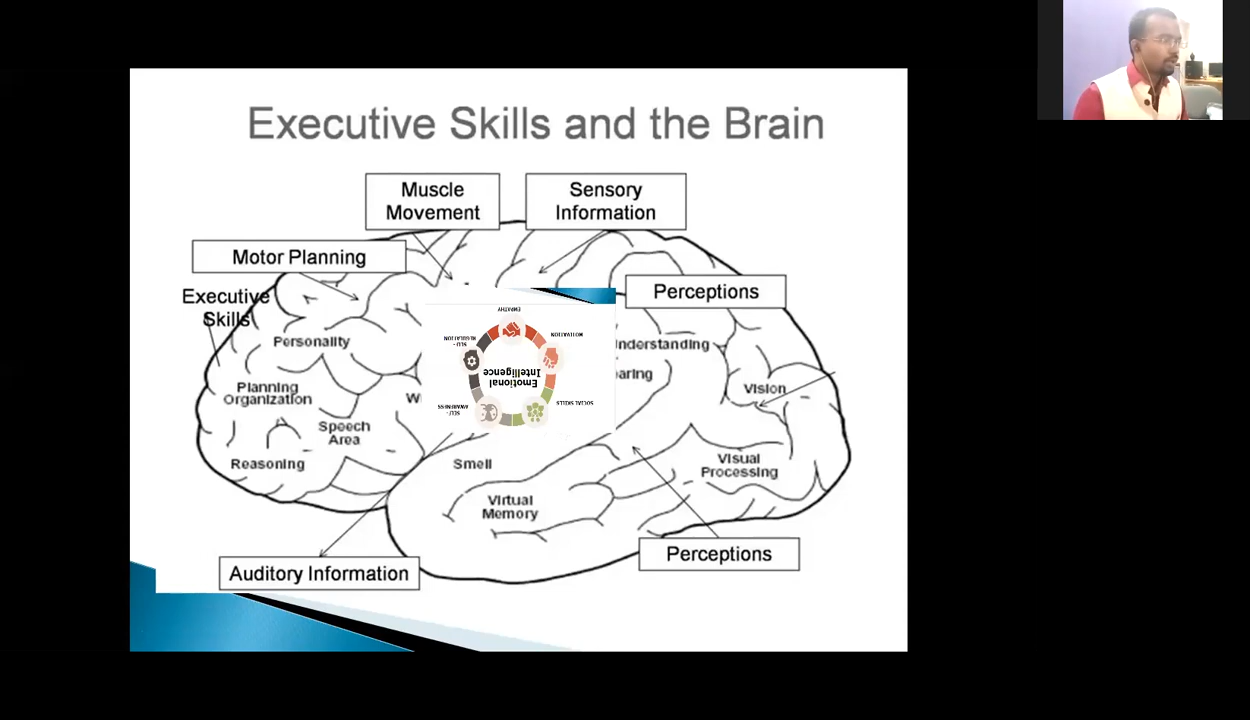 Executive Skills and the Brain
Muscle
Movement
Sensory
Information
Motor Planning
Perceptions
Executive
Skills
Personality
Planning
Organization
Speech
Area
Reasoning
EMPATHY
MOTIVATION
SOCIAL SKILLS
SELF -
AWARENESS
SELF -
REGULATION
Emotional
Intelligence
nderstanding
aring
Vision
Visual
Processing
Smell
Virtual
Memory
Perceptions
Auditory Information